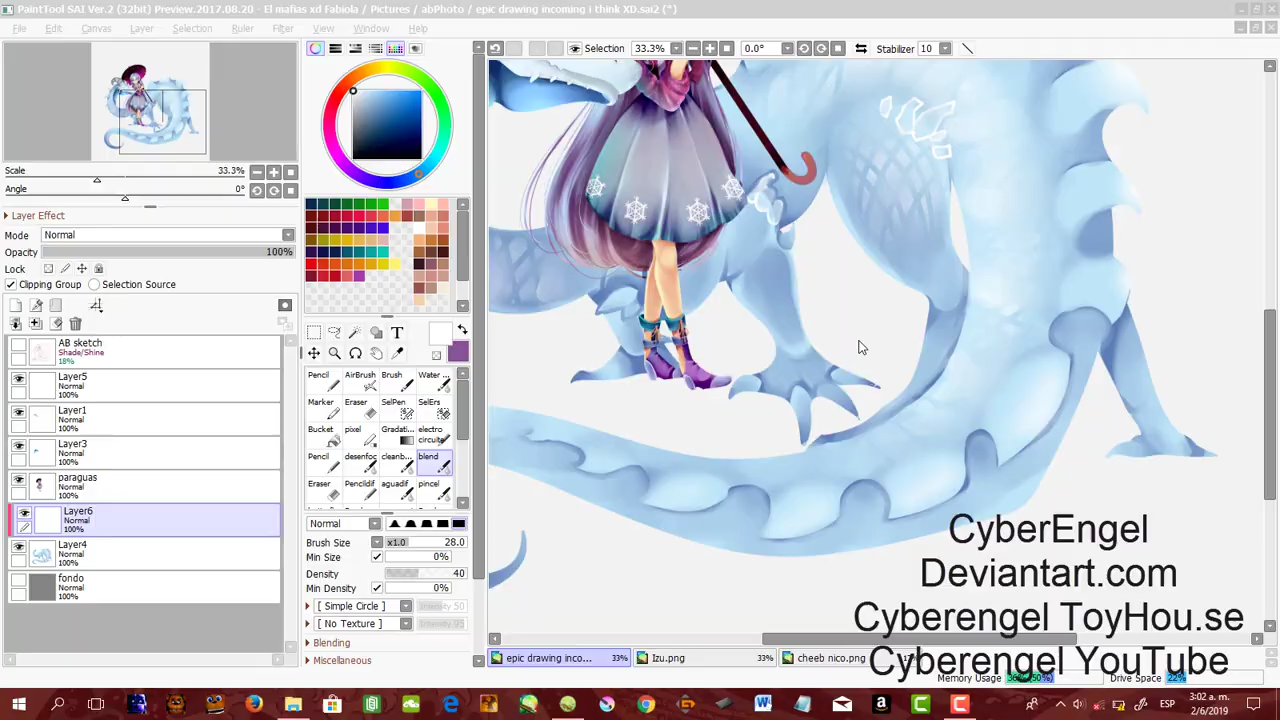 PaintTool SAI Ver.2 (32bit) Preview.2017.08.20 - El mafias xd Fabiola / Pictures / abPhoto / epic drawing incoming i think XD.sai2 (*)
File Edit Canvas Layer Selection Ruler Filter View Window Help
Selection 33.3% 0.0° Stabilizer 10
Scale 33.3%
Angle 0°
Layer Effect
Mode Normal
Opacity 100%
Lock
Clipping Group Selection Source
AB sketch
Shade/Shine
18%
Layer5
Normal
100%
Layer1
Normal
100%
Layer3
Normal
100%
paraguas
Normal
100%
Layer6
Normal
100%
Layer4
Normal
100%
fondo
Normal
100%
T
Pencil AirBrush Brush Water ...
Marker Eraser SelPen SelErs
Bucket pixel Gradati... electro
circuite
Pencil desenfoc cleanb... blend
Eraser Pencildif aguadif pincel
Normal
Brush Size x1.0 28.0
Min Size 0%
Density 40
Min Density 0%
[ Simple Circle ] Intensity 50
[ No Texture ]
Blending
Miscellaneous
CyberEngel
Deviantart.com
Cyberengel ToyHou.se
Cyberengel YouTube
epic drawing inco... 33% Izu.png 33% cheeb nico.png
Memory Usage Drive Space 22%
ESP
3:02 a. m.
2/6/2019